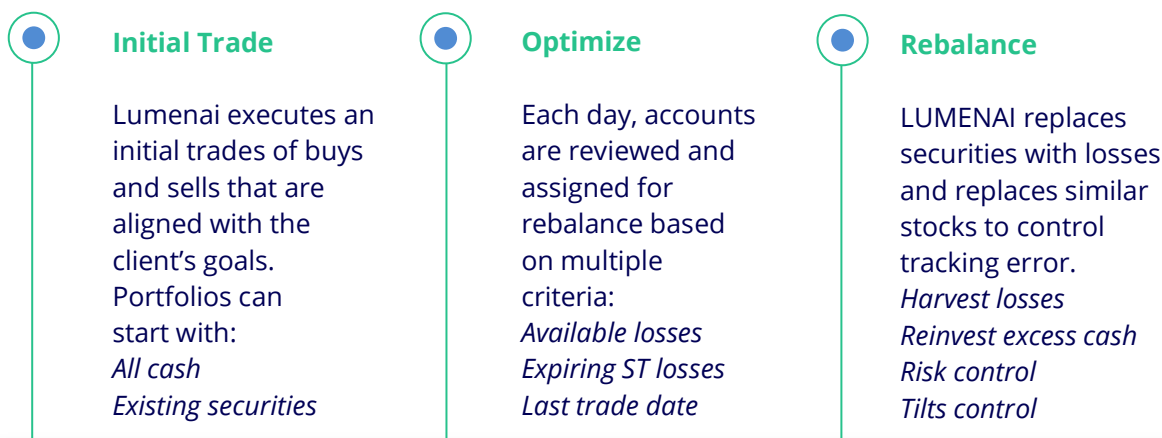 Initial Trade
Lumenai executes an
initial trades of buys
and sells that are
aligned with the
client’s goals.
Portfolios can
start with:
All cash
Existing securities
Optimize
Each day, accounts
are reviewed and
assigned for
rebalance based
on multiple
criteria:
Available losses
Expiring ST losses
Last trade date
Rebalance
LUMENAI replaces
securities with losses
and replaces similar
stocks to control
tracking error.
Harvest losses
Reinvest excess cash
Risk control
Tilts control